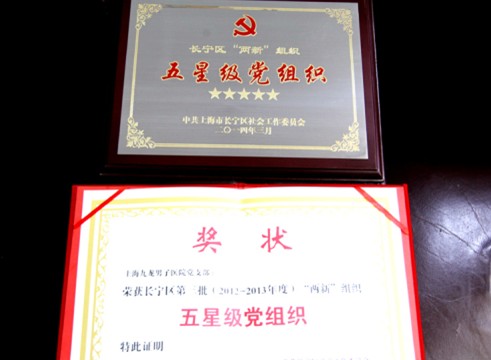 长宁区“两新”组织
五星级党组织
★★★★★
中共上海市长宁区社会工作委员会
二〇一四年三月
奖状
上海九龙男子医院党支部：
荣获长宁区第三批（2012-2013年度）“两新”组织
五星级党组织
特此证明